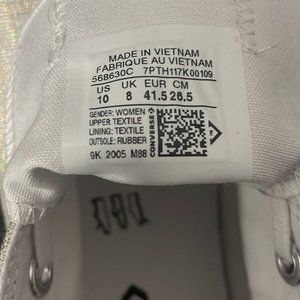 MADE IN VIETNAM
FABRIQUE AU VIETNAM
568630C 7PTH117K00109
US UK EUR CM
10 8 41.5 26.5
GENDER: WOMEN
UPPER TEXTILE
LINING: TEXTILE
OUTSOLE: RUBBER
CONVERSE
9K 2005 M88